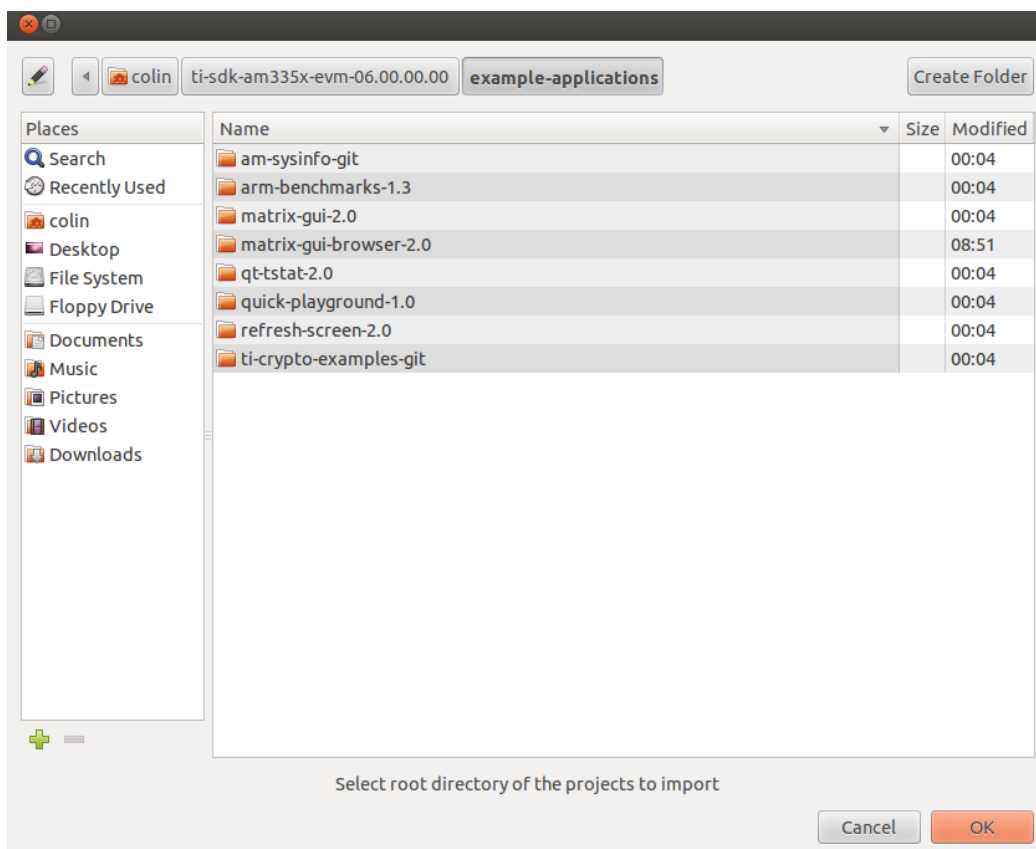 colin ti-sdk-am335x-evm-06.00.00.00 example-applications Create Folder
Places
Search
Recently Used
colin
Desktop
File System
Floppy Drive
Documents
Music
Pictures
Videos
Downloads
Name Size Modified
am-sysinfo-git 00:04
arm-benchmarks-1.3 00:04
matrix-gui-2.0 00:04
matrix-gui-browser-2.0 08:51
qt-tstat-2.0 00:04
quick-playground-1.0 00:04
refresh-screen-2.0 00:04
ti-crypto-examples-git 00:04
Select root directory of the projects to import
Cancel OK